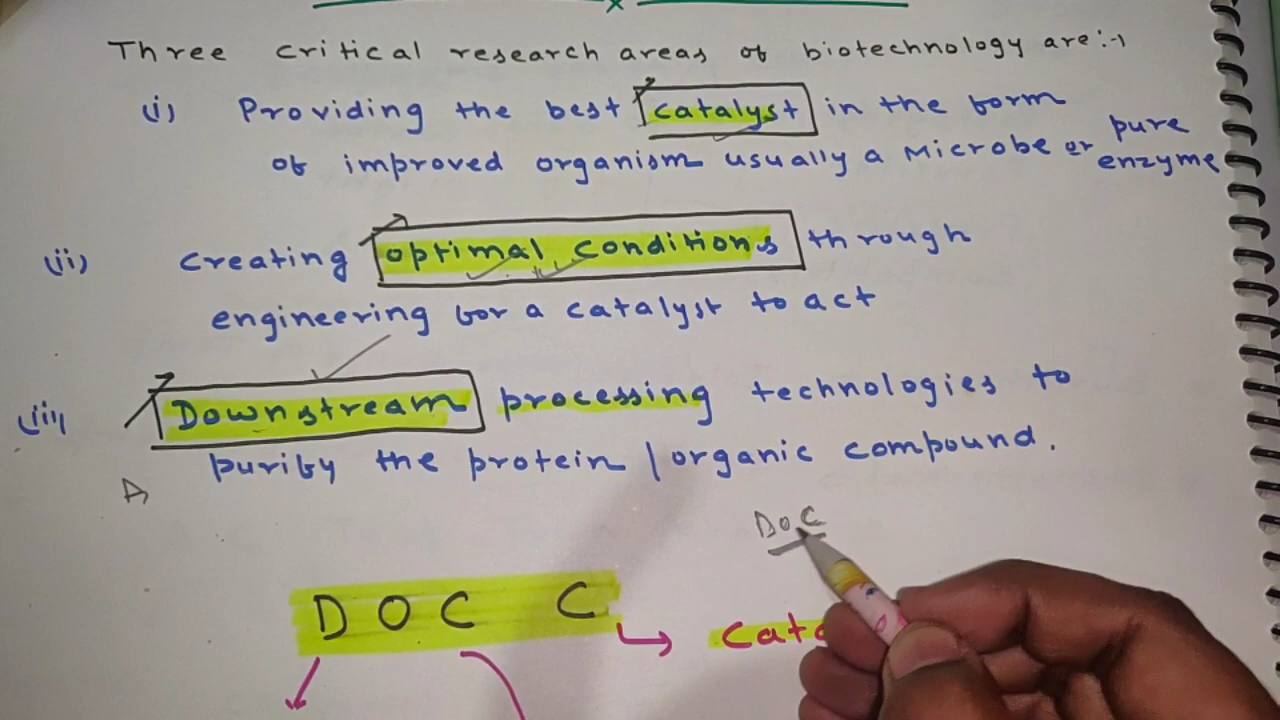 Three critical research areas of biotechnology are:-
(i) Providing the best catalyst in the form
of improved organism usually a Microbe or pure enzyme
(ii) Creating optimal conditions through
engineering for a catalyst to act
(iii) Downstream processing technologies to
purify the protein / organic compound.
D
DOC
DOC C